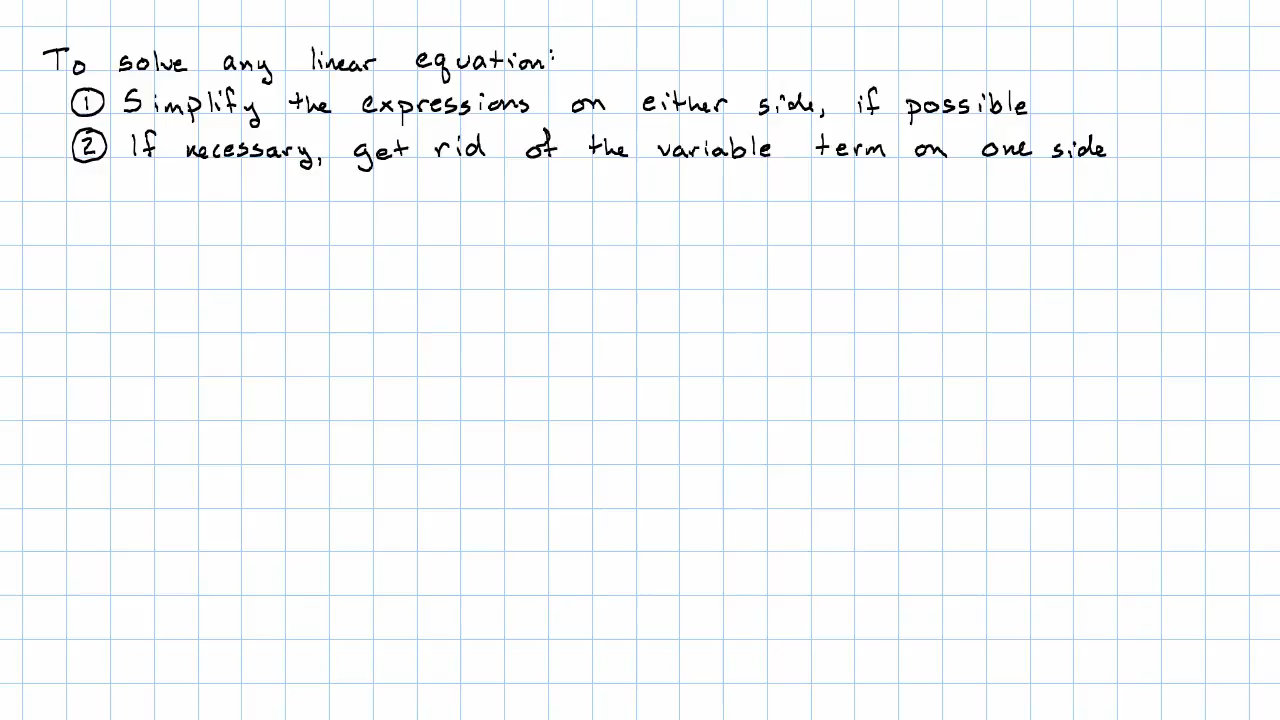 To solve any linear equation:
① Simplify the expressions on either side, if possible
② If necessary, get rid of the variable term on one side